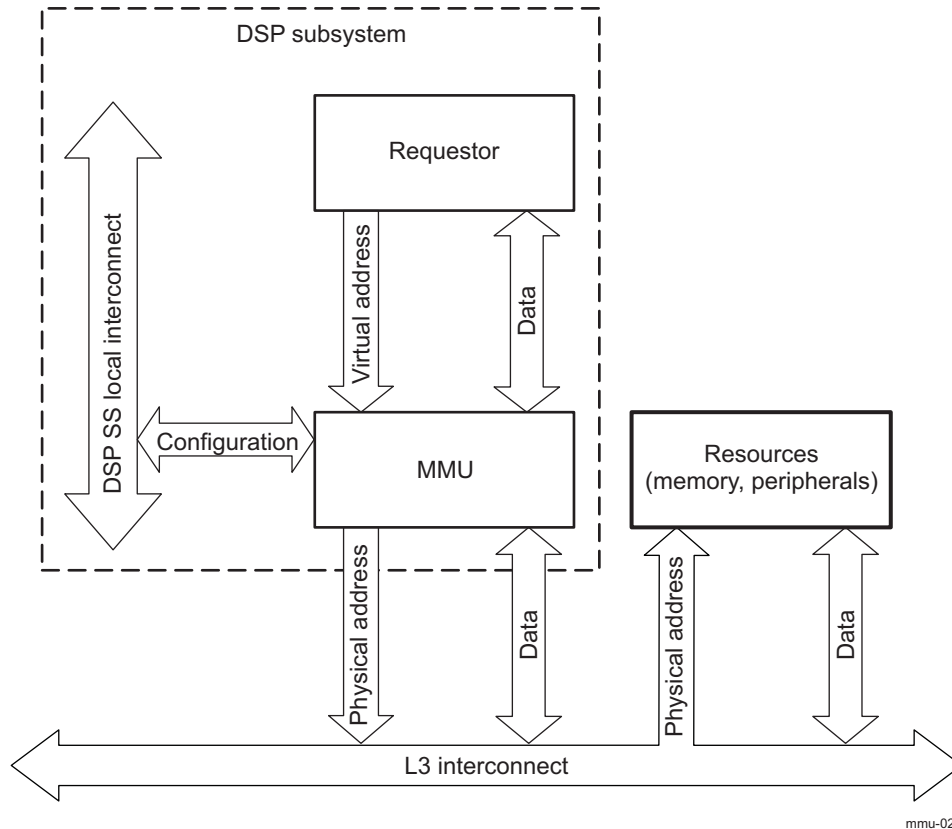 DSP subsystem
Requestor
DSP SS local interconnect
Virtual address
Data
Configuration
MMU
Resources
(memory, peripherals)
Physical address
Data
Physical address
Data
L3 interconnect
mmu-02